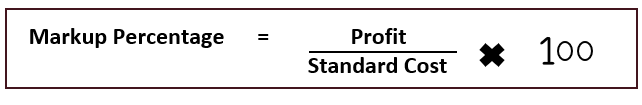 Markup Percentage = Profit
Standard Cost ✖ 100